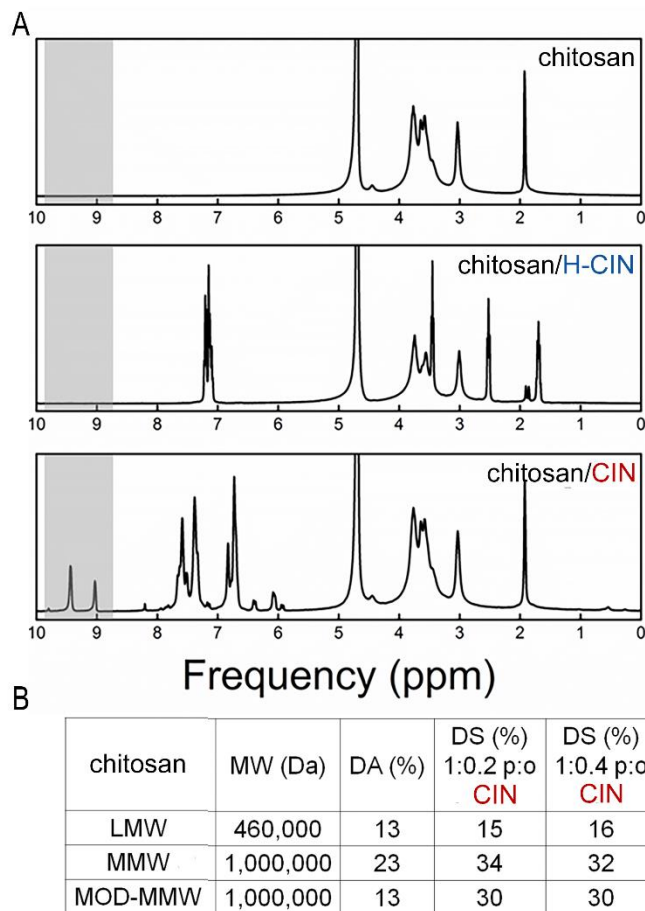 A
chitosan
10 9 8 7 6 5 4 3 2 1 0
chitosan/H-CIN
10 9 8 7 6 5 4 3 2 1 0
chitosan/CIN
10 9 8 7 6 5 4 3 2 1 0
Frequency (ppm)
B
chitosan MW (Da) DA (%) DS (%) 1:0.2 p:o CIN DS (%) 1:0.4 p:o CIN
LMW 460,000 13 15 16
MMW 1,000,000 23 34 32
MOD-MMW 1,000,000 13 30 30